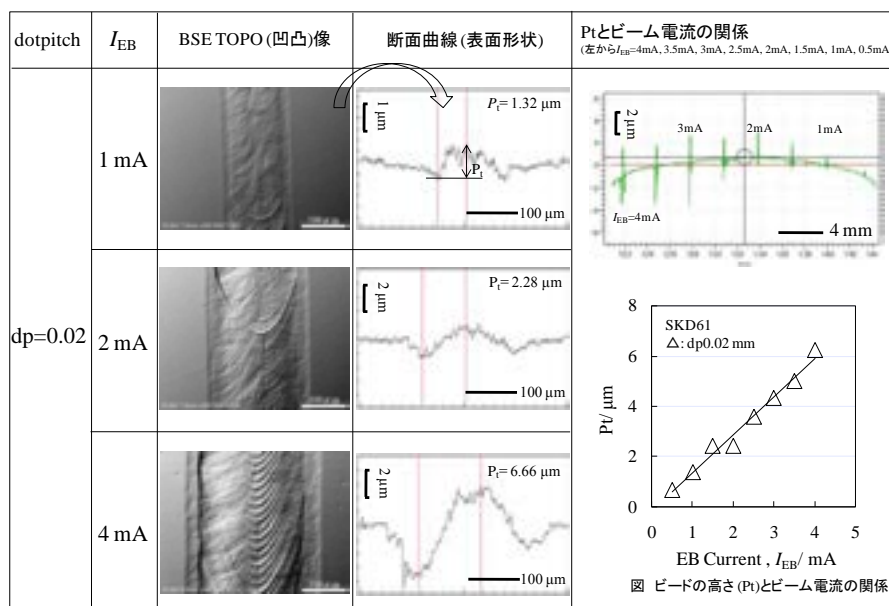 dotpitch
I_EB
BSE TOPO(凹凸)像
断面曲線(表面形状)
Ptとビーム電流の関係
(左からI_EB=4mA, 3.5mA, 3mA, 2.5mA, 2mA, 1.5mA, 1mA, 0.5mA
dp=0.02
1 mA
1 μm
P_t=1.32 μm
P_t
100 μm
2 mA
2 μm
P_t=2.28 μm
100 μm
4 mA
2 μm
P_t=6.66 μm
100 μm
2 μm
3mA
2mA
1mA
I_EB=4mA
4 mm
SKD61
△: dp0.02 mm
Pt/ μm
8
6
4
2
0
0 1 2 3 4 5
EB Current , I_EB/ mA
図 ビードの高さ(Pt)とビーム電流の関係